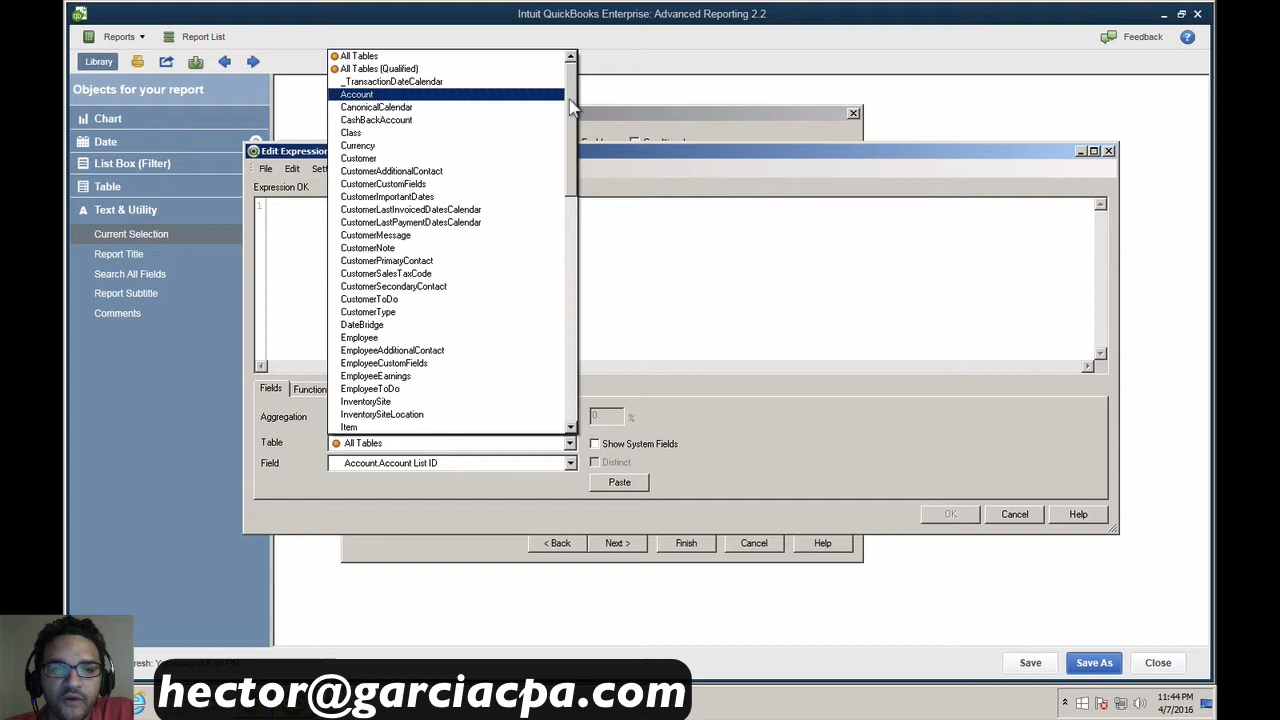 Intuit QuickBooks Enterprise: Advanced Reporting 2.2
Reports
Report List
Feedback
Library
Objects for your report
Chart
Date
List Box (Filter)
Table
Text & Utility
Current Selection
Report Title
Search All Fields
Report Subtitle
Comments
All Tables
All Tables (Qualified)
_TransactionDateCalendar
Account
CanonicalCalendar
CashBackAccount
Class
Currency
Customer
CustomerAdditionalContact
CustomerCustomFields
CustomerImportantDates
CustomerLastInvoicedDatesCalendar
CustomerLastPaymentDatesCalendar
CustomerMessage
CustomerNote
CustomerPrimaryContact
CustomerSalesTaxCode
CustomerSecondaryContact
CustomerToDo
CustomerType
DateBridge
Employee
EmployeeAdditionalContact
EmployeeCustomFields
EmployeeEarnings
EmployeeToDo
InventorySite
InventorySiteLocation
Item
Edit Expression
File Edit
Expression OK
1
Fields
Function
Aggregation
0 %
Table
All Tables
Show System Fields
Field
Account.Account List ID
Distinct
Paste
OK
Cancel
Help
< Back
Next >
Finish
Cancel
Help
Save
Save As
Close
hector@garciacpa.com
11:44 PM
4/7/2016